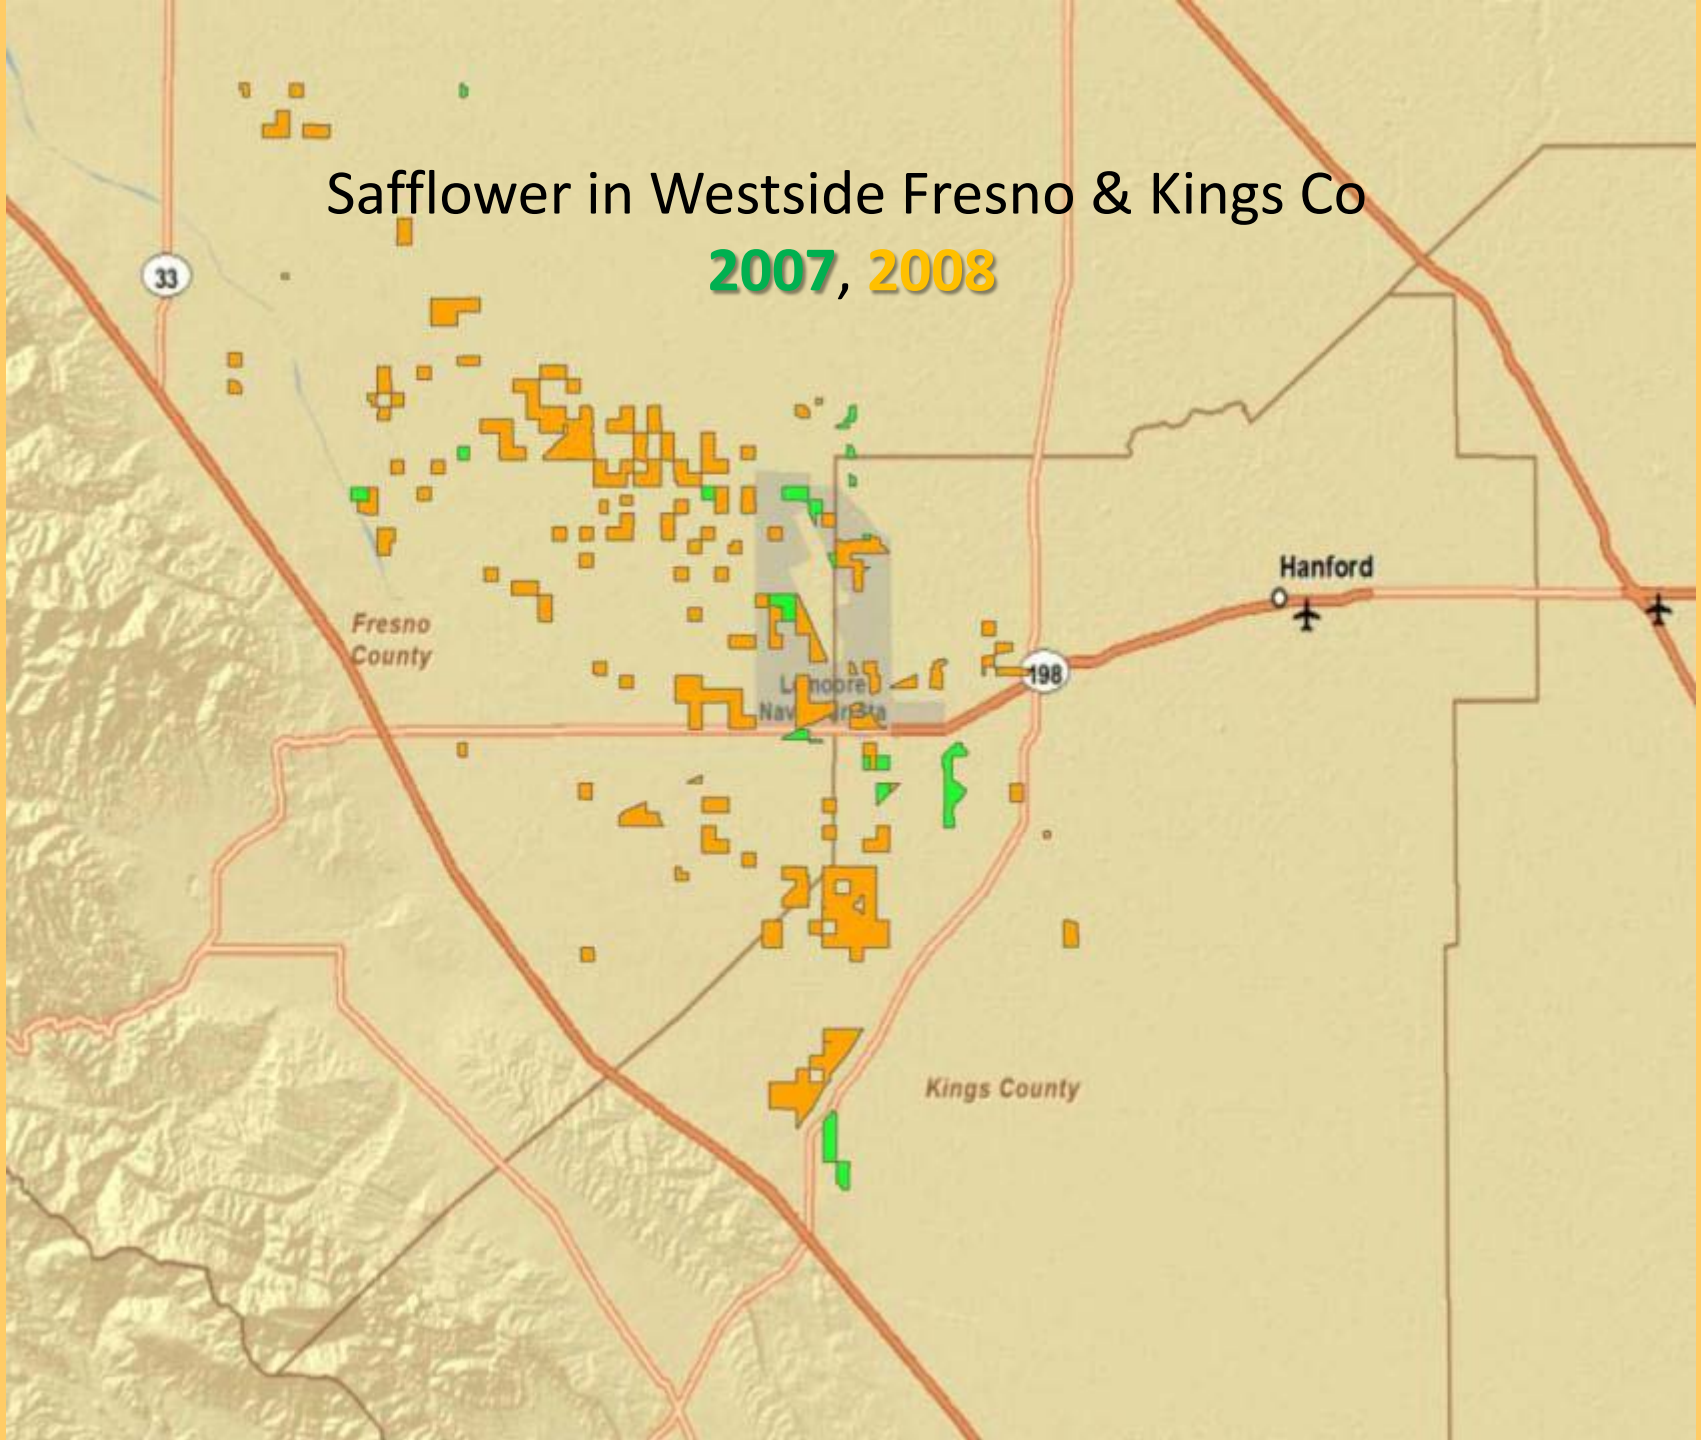 Safflower in Westside Fresno & Kings Co
2007, 2008
33
Hanford
Fresno
County
198
Kings County